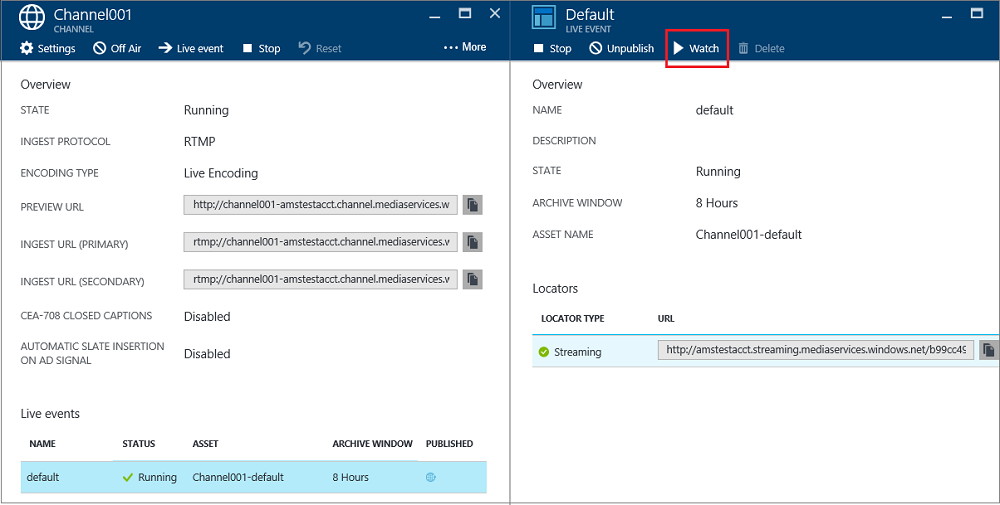 Channel001
CHANNEL
Settings Off Air Live event Stop Reset ••• More
Overview
STATE Running
INGEST PROTOCOL RTMP
ENCODING TYPE Live Encoding
PREVIEW URL http://channel001-amstestacct.channel.mediaservices.w
INGEST URL (PRIMARY) rtmp://channel001-amstestacct.channel.mediaservices.v
INGEST URL (SECONDARY) rtmp://channel001-amstestacct.channel.mediaservices.v
CEA-708 CLOSED CAPTIONS Disabled
AUTOMATIC SLATE INSERTION
ON AD SIGNAL Disabled
Live events
NAME STATUS ASSET ARCHIVE WINDOW PUBLISHED
default Running Channel001-default 8 Hours
Default
LIVE EVENT
Stop Unpublish Watch Delete
Overview
NAME default
DESCRIPTION
STATE Running
ARCHIVE WINDOW 8 Hours
ASSET NAME Channel001-default
Locators
LOCATOR TYPE URL
Streaming http://amstestacct.streaming.mediaservices.windows.net/b99cc49